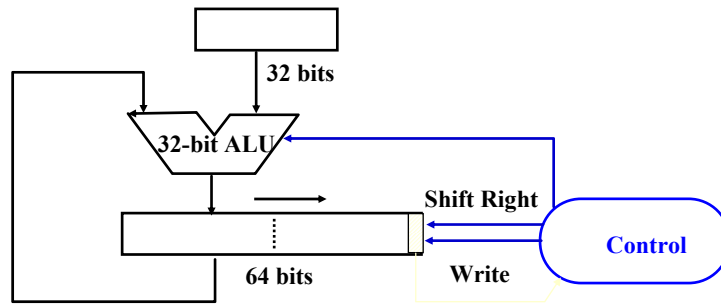 32 bits
32-bit ALU
Shift Right
Control
64 bits
Write